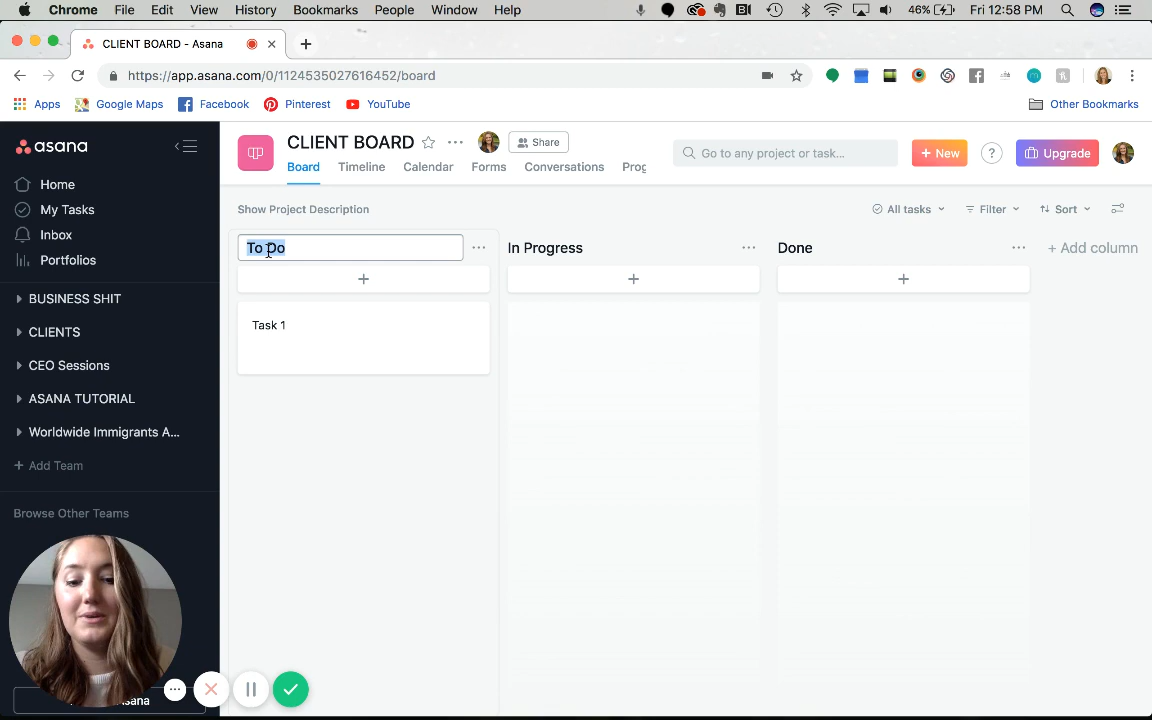 Chrome File Edit View History Bookmarks People Window Help 46% Fri 12:58 PM
CLIENT BOARD - Asana
https://app.asana.com/0/1124535027616452/board
Apps Google Maps Facebook Pinterest YouTube Other Bookmarks
asana
Home
My Tasks
Inbox
Portfolios
BUSINESS SHIT
CLIENTS
CEO Sessions
ASANA TUTORIAL
Worldwide Immigrants A...
+ Add Team
Browse Other Teams
Asana
CLIENT BOARD Share
Board Timeline Calendar Forms Conversations Prog
Go to any project or task...
+ New ? Upgrade
Show Project Description
All tasks Filter Sort
To Do
In Progress
Done
+ Add column
Task 1